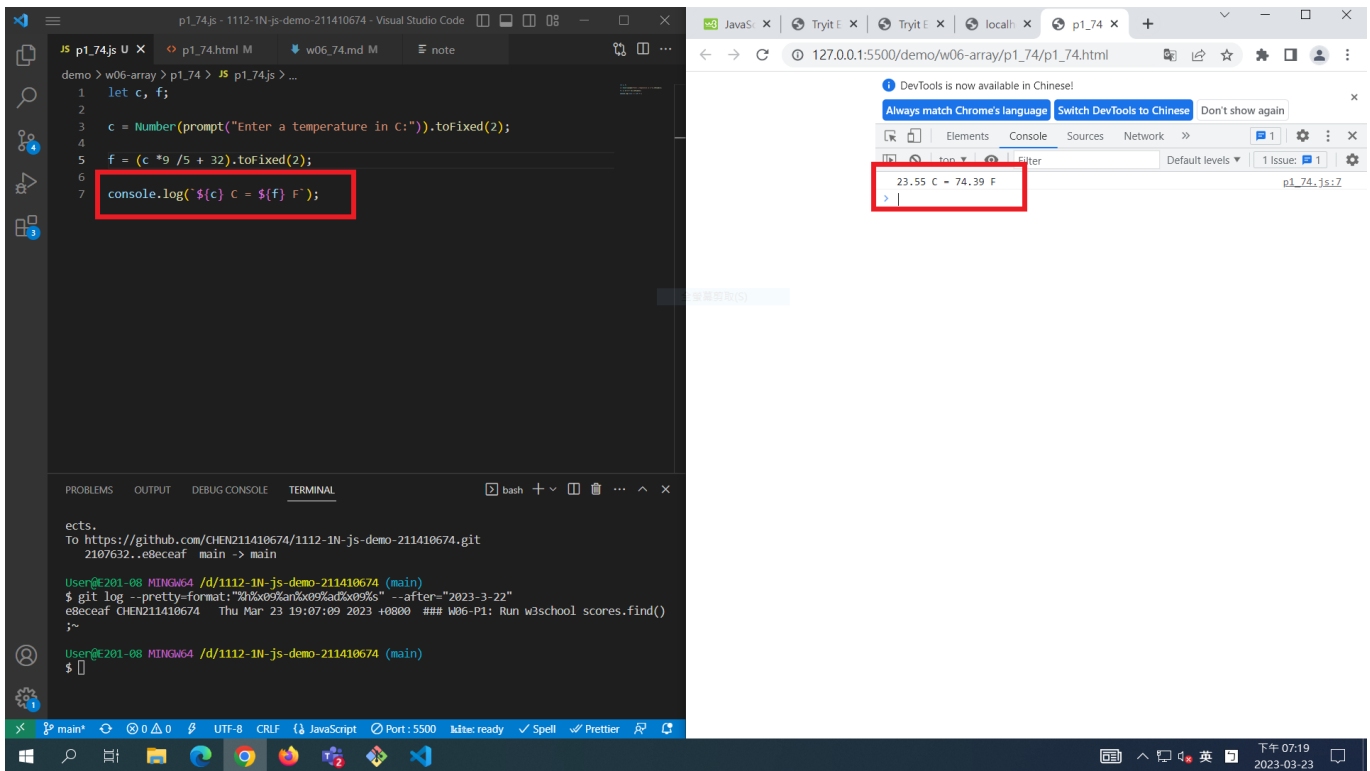 p1_74.js - 1112-1N-js-demo-211410674 - Visual Studio Code
JS p1_74.js U
p1_74.html M
w06_74.md M
note
demo > w06-array > p1_74 > JS p1_74.js > ...
1 let c, f;
2
3 c = Number(prompt("Enter a temperature in C:")).toFixed(2);
4
5 f = (c *9 /5 + 32).toFixed(2);
6
7 console.log(`${c} C = ${f} F`);
4
3
1
PROBLEMS OUTPUT DEBUG CONSOLE TERMINAL
bash
ects.
To https://github.com/CHEN211410674/1112-1N-js-demo-211410674.git
2107632..e8eceaf main -> main
User@E201-08 MINGW64 /d/1112-1N-js-demo-211410674 (main)
$ git log --pretty=format:"%h%x09%an%x09%ad%x09%s" --after="2023-3-22"
e8eceaf CHEN211410674 Thu Mar 23 19:07:09 2023 +0800 ### W06-P1: Run w3school scores.find()
;~
User@E201-08 MINGW64 /d/1112-1N-js-demo-211410674 (main)
$
main* 0 0 UTF-8 CRLF JavaScript Port : 5500 kite: ready Spell Prettier
JavaSc
Tryit E
Tryit E
localh
p1_74
127.0.0.1:5500/demo/w06-array/p1_74/p1_74.html
DevTools is now available in Chinese!
Always match Chrome's language
Switch DevTools to Chinese
Don't show again
Elements Console Sources Network » 1
top Filter Default levels 1 Issue: 1
23.55 C = 74.39 F p1_74.js:7
>
英
下午 07:19
2023-03-23